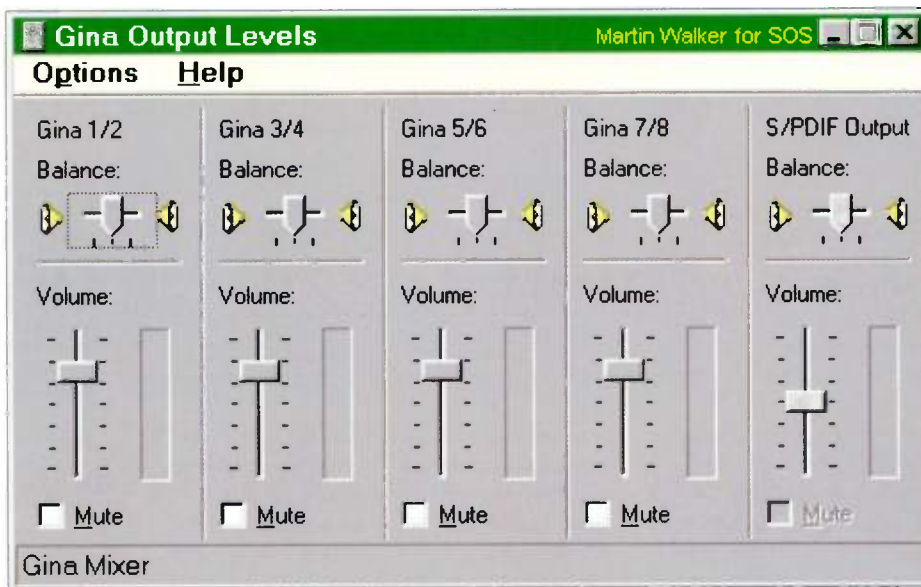 Gina Output Levels Martin Walker for SOS
Options Help
Gina 1/2 Gina 3/4 Gina 5/6 Gina 7/8 S/PDIF Output
Balance: Balance: Balance: Balance: Balance:
Volume: Volume: Volume: Volume: Volume:
Mute Mute Mute Mute Mute
Gina Mixer